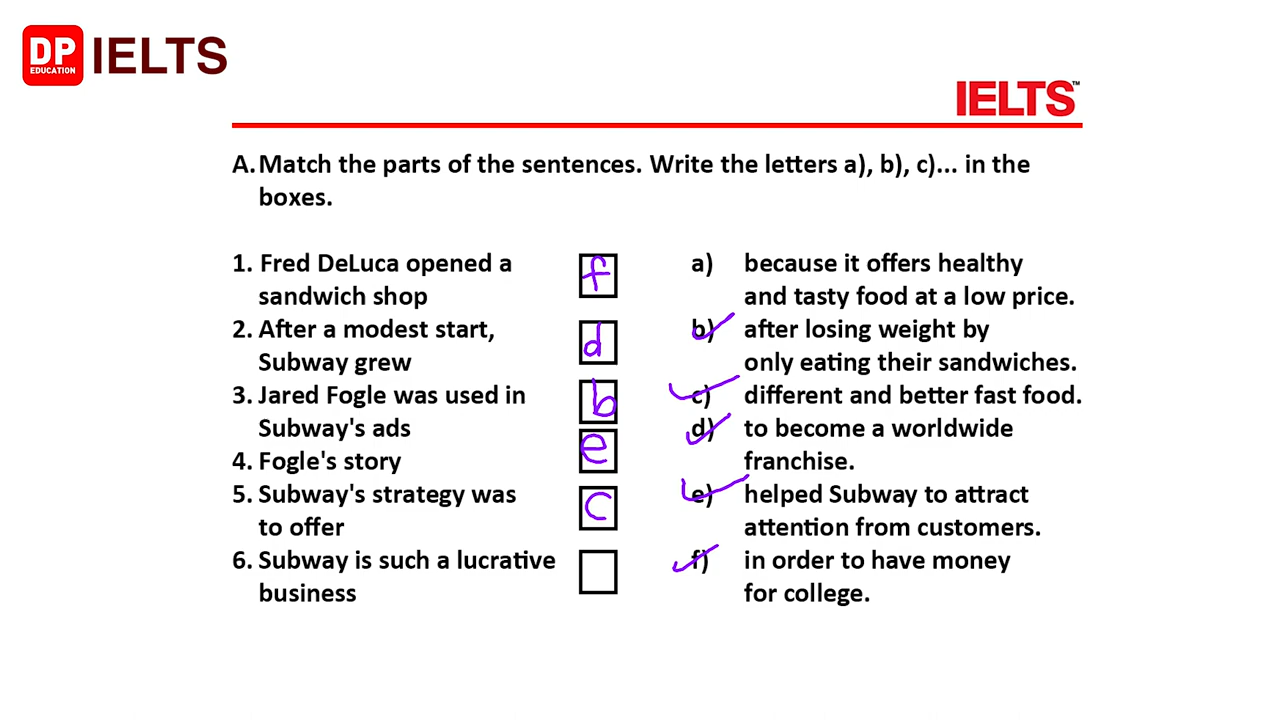 DP
EDUCATION
IELTS
IELTS™
A. Match the parts of the sentences. Write the letters a), b), c)... in the
boxes.
1. Fred DeLuca opened a
sandwich shop
f
2. After a modest start,
Subway grew
d
3. Jared Fogle was used in
Subway's ads
b
4. Fogle's story
e
5. Subway's strategy was
to offer
c
6. Subway is such a lucrative
business
a) because it offers healthy
and tasty food at a low price.
b) after losing weight by
only eating their sandwiches.
c) different and better fast food.
d) to become a worldwide
franchise.
e) helped Subway to attract
attention from customers.
f) in order to have money
for college.